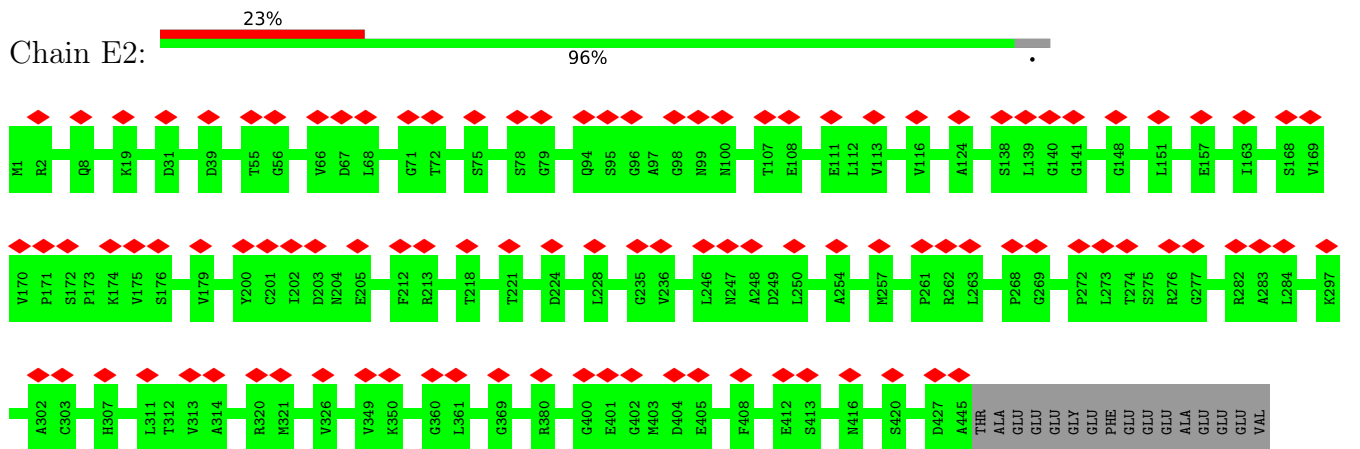 23%
Chain E2:
96%
.
M1 R2 Q8 K19 D31 D39 T55 G56 V66 D67 L68 G71 T72 S75 S78 G79 Q94 S95 G96 A97 G98 N99 N100 T107 E108 E111 L112 V113 V116 A124 S138 L139 G140 G141 G148 L151 E157 I163 S168 V169
V170 P171 S172 P173 K174 V175 S176 V179 Y200 C201 I202 D203 N204 E205 F212 R213 T218 T221 D224 L228 G235 V236 L246 N247 A248 D249 L250 A254 M257 P261 R262 L263 P268 G269 P272 L273 T274 S275 R276 G277 R282 A283 L284 K297
A302 C303 H307 L311 T312 V313 A314 R320 M321 V326 V349 K350 G360 L361 G369 R380 G400 E401 G402 M403 D404 E405 F408 E412 S413 N416 S420 D427 A445 THR ALA GLU GLU GLU GLY GLU PHE GLU GLU GLU ALA GLU GLU GLU VAL